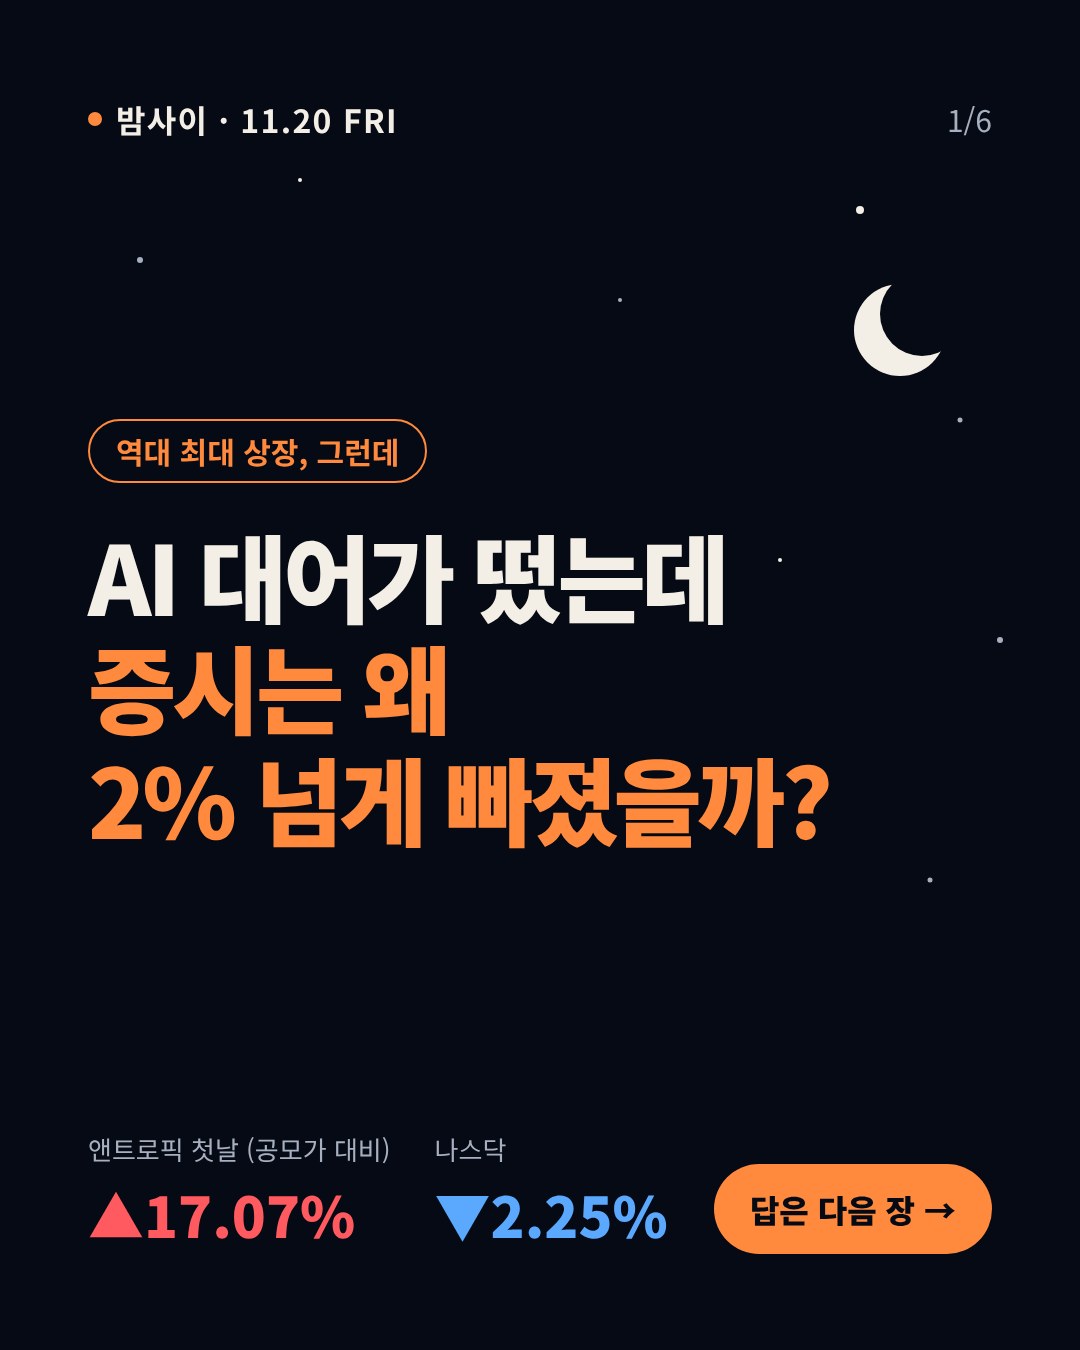 밤사이 · 11.20 FRI
1/6
역대 최대 상장, 그런데
AI 대어가 떴는데
증시는 왜
2% 넘게 빠졌을까?
앤트로픽 첫날 (공모가 대비)
▲17.07%
나스닥
▼2.25%
답은 다음 장 →